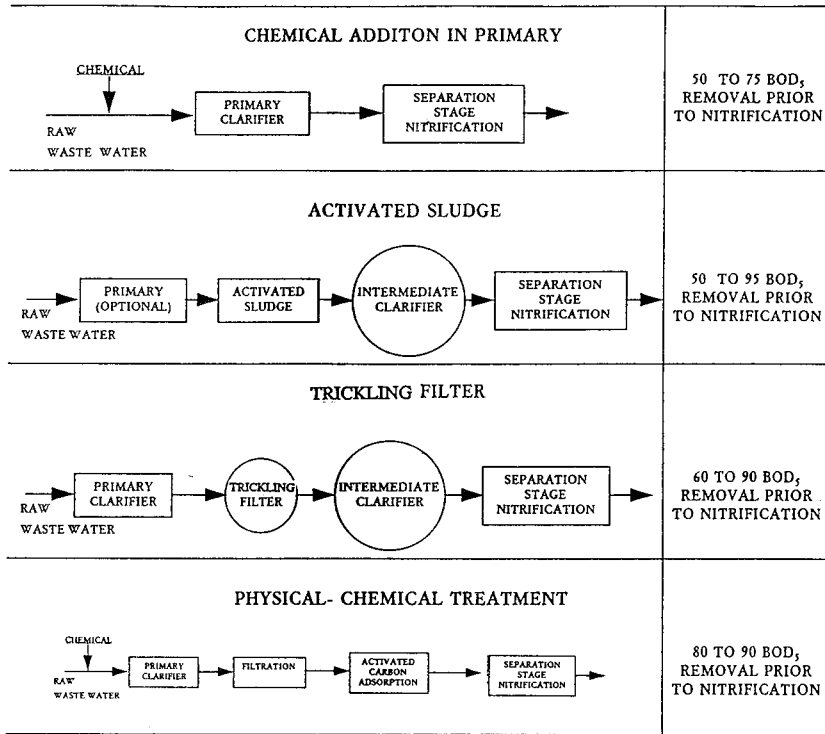 CHEMICAL ADDITON IN PRIMARY
CHEMICAL
RAW
WASTE WATER
PRIMARY
CLARIFIER
SEPARATION
STAGE
NITRIFICATION
50 TO 75 BOD5
REMOVAL PRIOR
TO NITRIFICATION
ACTIVATED SLUDGE
RAW
WASTE WATER
PRIMARY
(OPTIONAL)
ACTIVATED
SLUDGE
INTERMEDIATE
CLARIFIER
SEPARATION
STAGE
NITRIFICATION
50 TO 95 BOD5
REMOVAL PRIOR
TO NITRIFICATION
TRICKLING FILTER
RAW
WASTE WATER
PRIMARY
CLARIFIER
TRICKLING
FILTER
INTERMEDIATE
CLARIFIER
SEPARATION
STAGE
NITRIFICATION
60 TO 90 BOD5
REMOVAL PRIOR
TO NITRIFICATION
PHYSICAL- CHEMICAL TREATMENT
CHEMICAL
RAW
WASTE WATER
PRIMARY
CLARIFIER
FILTRATION
ACTIVATED
CARBON
ADSORPTION
SEPARATION
STAGE
NITRIFICATION
80 TO 90 BOD5
REMOVAL PRIOR
TO NITRIFICATION